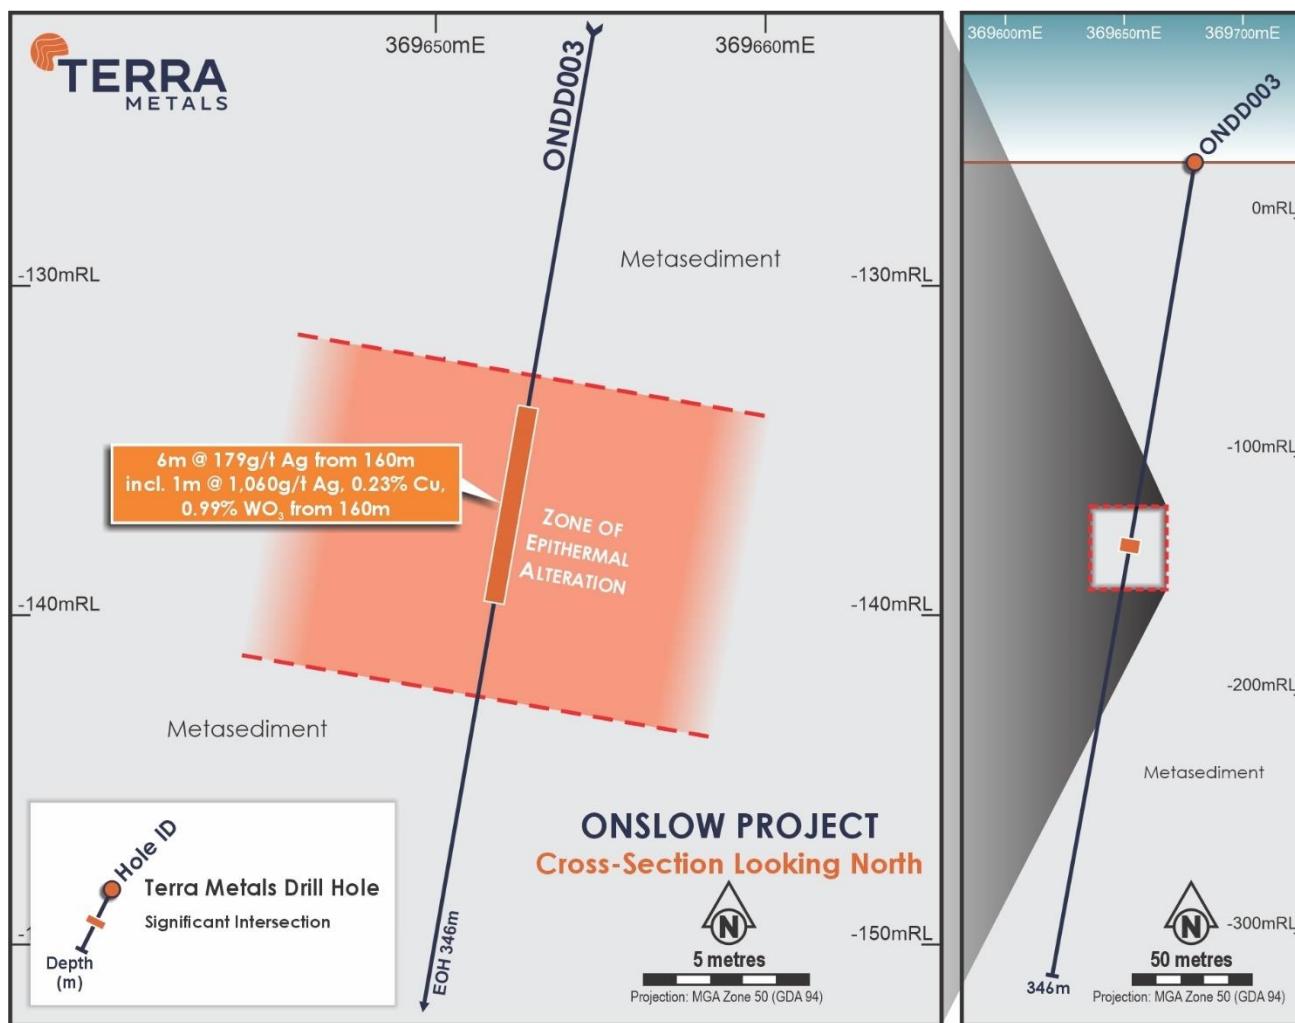 TERRA
METALS
369650mE
369660mE
ONDD003
Metasediment
-130mRL
-130mRL
6m @ 179g/t Ag from 160m
incl. 1m @ 1,060g/t Ag, 0.23% Cu,
0.99% WO₃ from 160m
ZONE OF
EPITHERMAL
ALTERATION
-140mRL
-140mRL
Metasediment
ONSLOW PROJECT
Cross-Section Looking North
Hole ID
Terra Metals Drill Hole
Significant Intersection
Depth
(m)
EOH 346m
-150mRL
N
5 metres
Projection: MGA Zone 50 (GDA 94)
369600mE
369650mE
369700mE
ONDD003
0mRL
-100mRL
-200mRL
Metasediment
-300mRL
346m
N
50 metres
Projection: MGA Zone 50 (GDA 94)